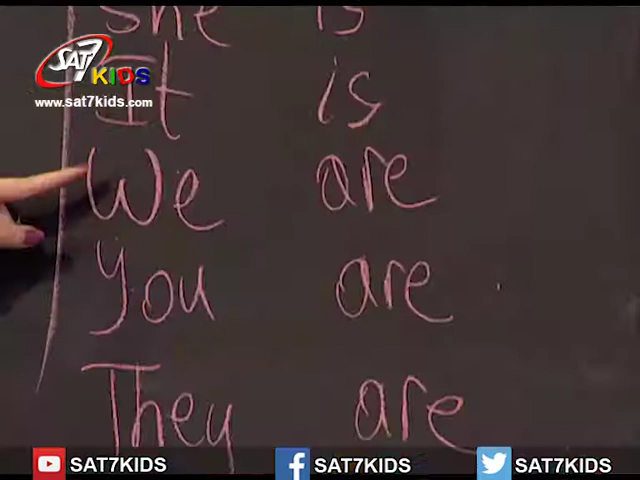 She is
SAT7 KIDS
www.sat7kids.com
It is
We are
You are
They are
SAT7KIDS SAT7KIDS SAT7KIDS